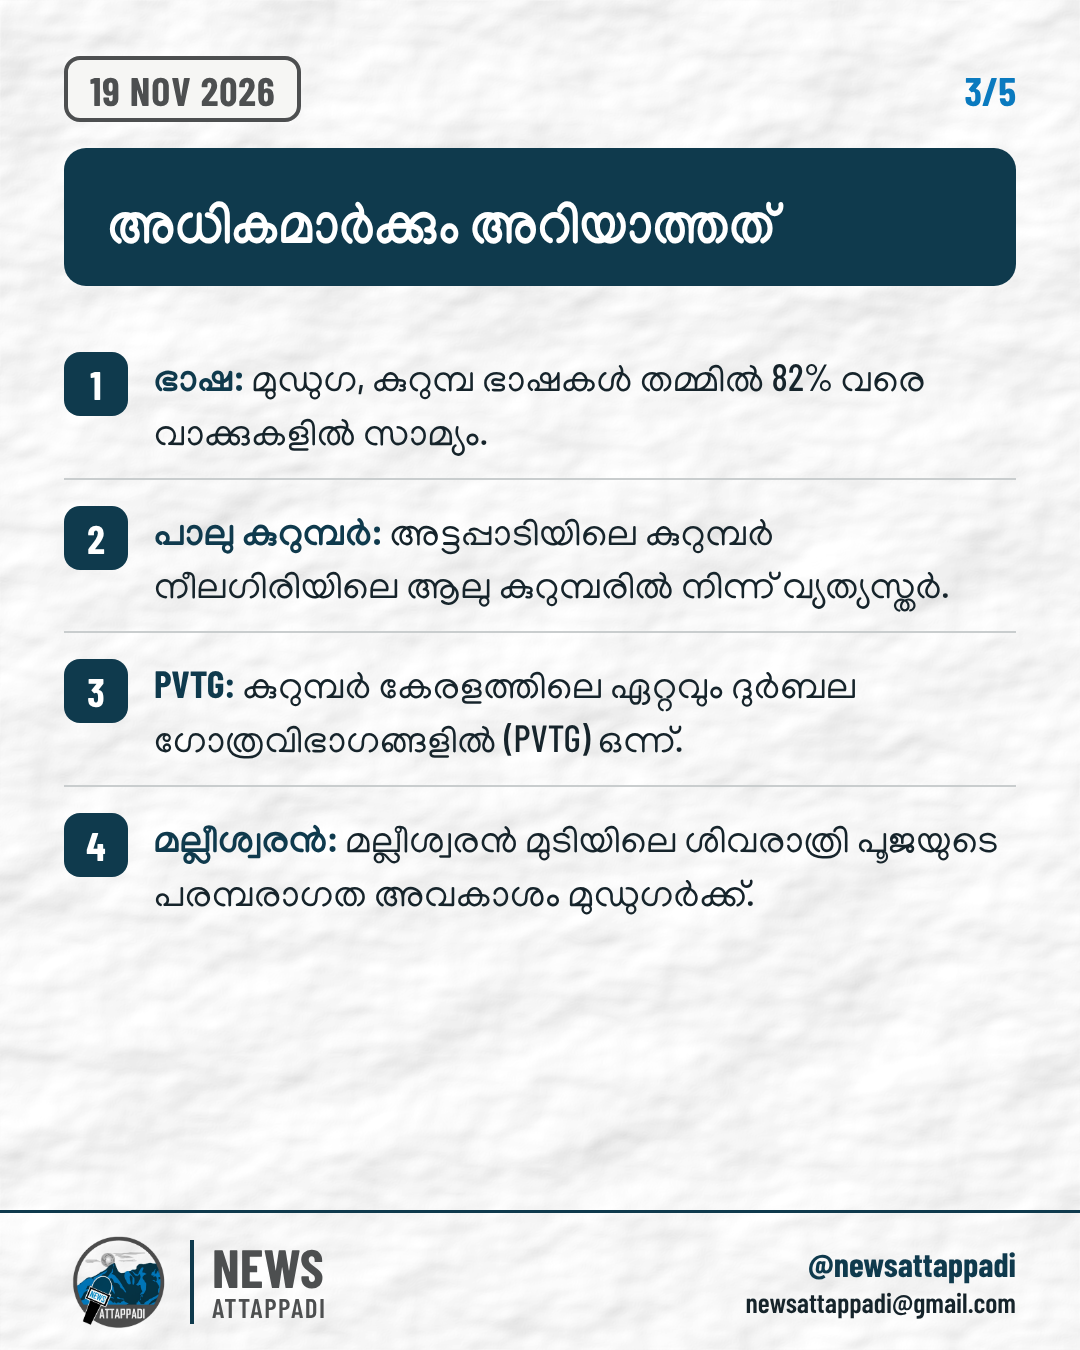 19 NOV 2026
3/5
അധികമാർക്കും അറിയാത്തത്
1
ഭാഷ: മുഡുഗ, കുറുമ്പ ഭാഷകൾ തമ്മിൽ 82% വരെ
വാക്കുകളിൽ സാമ്യം.
2
പാലു കുറുമ്പർ: അട്ടപ്പാടിയിലെ കുറുമ്പർ
നീലഗിരിയിലെ ആലു കുറുമ്പരിൽ നിന്ന് വ്യത്യസ്തർ.
3
PVTG: കുറുമ്പർ കേരളത്തിലെ ഏറ്റവും ദുർബല
ഗോത്രവിഭാഗങ്ങളിൽ (PVTG) ഒന്ന്.
4
മല്ലീശ്വരൻ: മല്ലീശ്വരൻ മുടിയിലെ ശിവരാത്രി പൂജയുടെ
പരമ്പരാഗത അവകാശം മുഡുഗർക്ക്.
NEWS
ATTAPPADI
NEWS
ATTAPPADI
@newsattappadi
newsattappadi@gmail.com